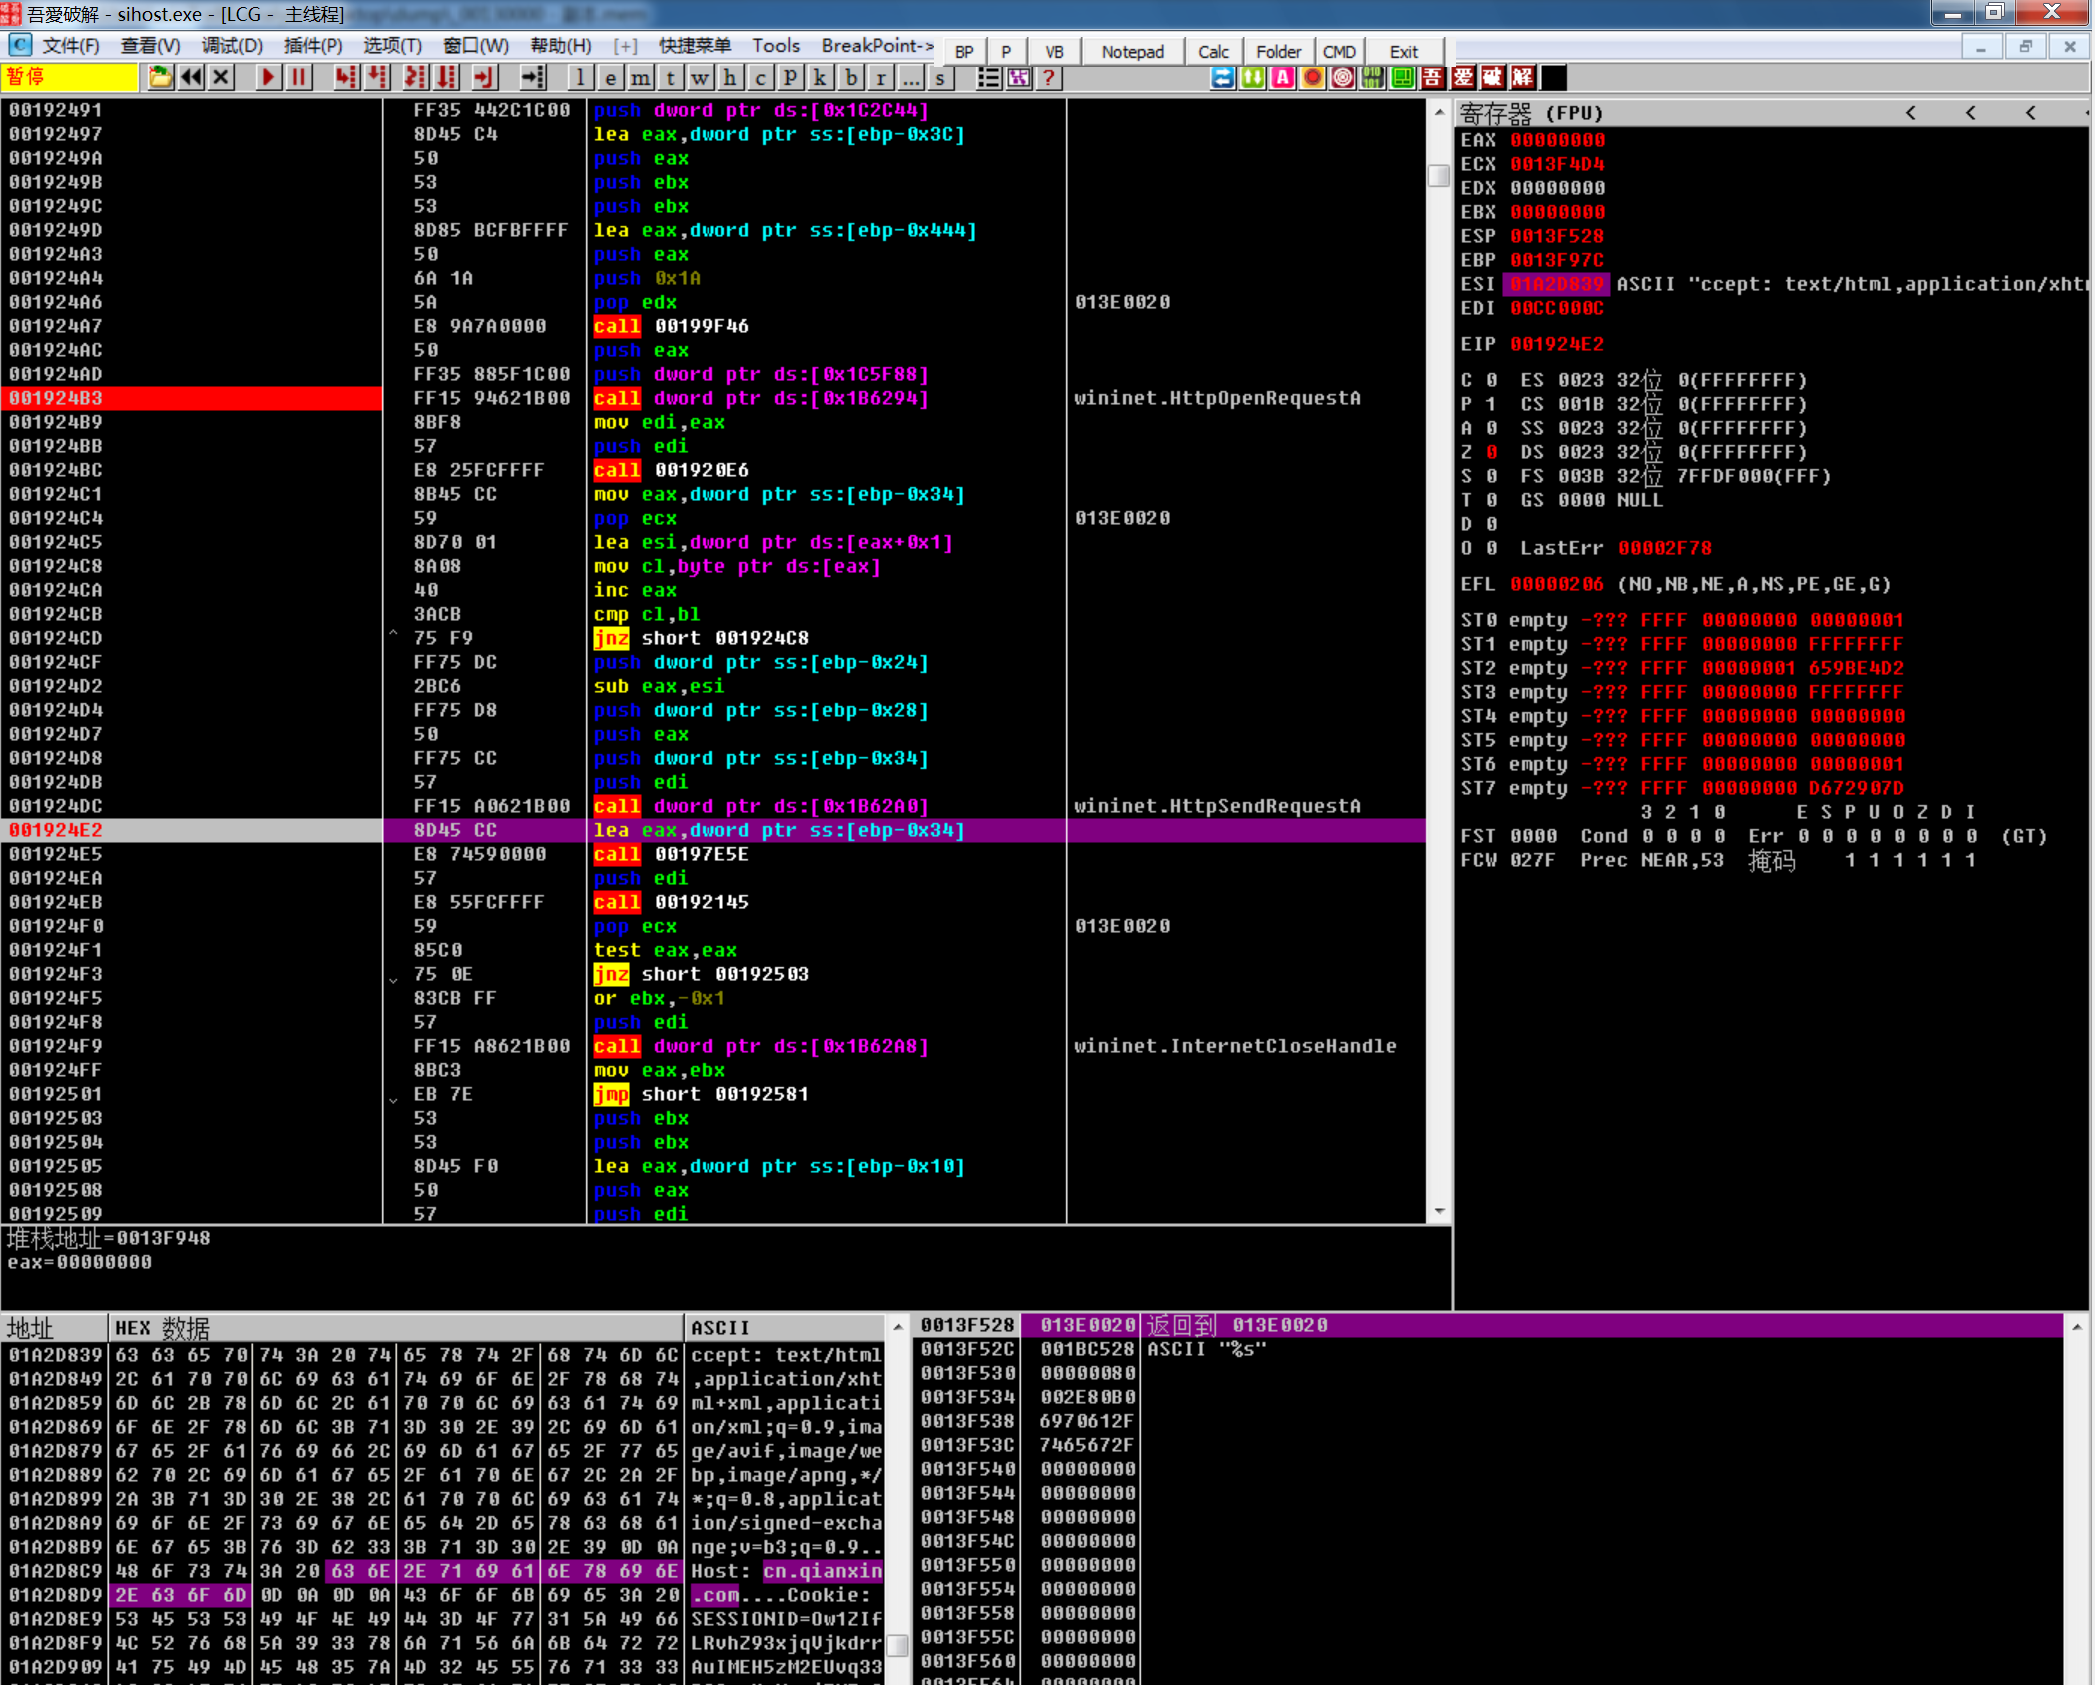 吾愛破解 - sihost.exe - [LCG - 主线程]
文件(F) 查看(V) 调试(D) 插件(P) 选项(T) 窗口(W) 帮助(H) [+] 快捷菜单 Tools BreakPoint-> BP P VB Notepad Calc Folder CMD Exit
暂停 l e m t w h c p k b r ... s ? 吾 爱 破 解
00192491 FF35 442C1C00 push dword ptr ds:[0x1C2C44]
00192497 8D45 C4 lea eax,dword ptr ss:[ebp-0x3C]
0019249A 50 push eax
0019249B 53 push ebx
0019249C 53 push ebx
0019249D 8D85 BCFBFFFF lea eax,dword ptr ss:[ebp-0x444]
001924A3 50 push eax
001924A4 6A 1A push 0x1A
001924A6 5A pop edx 013E0020
001924A7 E8 9A7A0000 call 00199F46
001924AC 50 push eax
001924AD FF35 885F1C00 push dword ptr ds:[0x1C5F88]
001924B3 FF15 94621B00 call dword ptr ds:[0x1B6294] wininet.HttpOpenRequestA
001924B9 8BF8 mov edi,eax
001924BB 57 push edi
001924BC E8 25FCFFFF call 001920E6
001924C1 8B45 CC mov eax,dword ptr ss:[ebp-0x34]
001924C4 59 pop ecx 013E0020
001924C5 8D70 01 lea esi,dword ptr ds:[eax+0x1]
001924C8 8A08 mov cl,byte ptr ds:[eax]
001924CA 40 inc eax
001924CB 3ACB cmp cl,bl
001924CD ^ 75 F9 jnz short 001924C8
001924CF FF75 DC push dword ptr ss:[ebp-0x24]
001924D2 2BC6 sub eax,esi
001924D4 FF75 D8 push dword ptr ss:[ebp-0x28]
001924D7 50 push eax
001924D8 FF75 CC push dword ptr ss:[ebp-0x34]
001924DB 57 push edi
001924DC FF15 A0621B00 call dword ptr ds:[0x1B62A0] wininet.HttpSendRequestA
001924E2 8D45 CC lea eax,dword ptr ss:[ebp-0x34]
001924E5 E8 74590000 call 00197E5E
001924EA 57 push edi
001924EB E8 55FCFFFF call 00192145
001924F0 59 pop ecx 013E0020
001924F1 85C0 test eax,eax
001924F3 75 0E jnz short 00192503
001924F5 83CB FF or ebx,-0x1
001924F8 57 push edi
001924F9 FF15 A8621B00 call dword ptr ds:[0x1B62A8] wininet.InternetCloseHandle
001924FF 8BC3 mov eax,ebx
00192501 EB 7E jmp short 00192581
00192503 53 push ebx
00192504 53 push ebx
00192505 8D45 F0 lea eax,dword ptr ss:[ebp-0x10]
00192508 50 push eax
00192509 57 push edi
堆栈地址=0013F948
eax=00000000
寄存器 (FPU) < < <
EAX 00000000
ECX 0013F4D4
EDX 00000000
EBX 00000000
ESP 0013F528
EBP 0013F97C
ESI 01A2D839 ASCII "ccept: text/html,application/xht
EDI 00CC000C
EIP 001924E2
C 0 ES 0023 32位 0(FFFFFFFF)
P 1 CS 001B 32位 0(FFFFFFFF)
A 0 SS 0023 32位 0(FFFFFFFF)
Z 0 DS 0023 32位 0(FFFFFFFF)
S 0 FS 003B 32位 7FFDF000(FFF)
T 0 GS 0000 NULL
D 0
O 0 LastErr 00002F78
EFL 00000206 (NO,NB,NE,A,NS,PE,GE,G)
ST0 empty -??? FFFF 00000000 00000001
ST1 empty -??? FFFF 00000000 FFFFFFFF
ST2 empty -??? FFFF 00000001 659BE4D2
ST3 empty -??? FFFF 00000000 FFFFFFFF
ST4 empty -??? FFFF 00000000 00000000
ST5 empty -??? FFFF 00000000 00000000
ST6 empty -??? FFFF 00000000 00000001
ST7 empty -??? FFFF 00000000 D672907D
3 2 1 0 E S P U O Z D I
FST 0000 Cond 0 0 0 0 Err 0 0 0 0 0 0 0 0 (GT)
FCW 027F Prec NEAR,53 掩码 1 1 1 1 1 1
地址 HEX 数据 ASCII
01A2D839 63 63 65 70 74 3A 20 74 65 78 74 2F 68 74 6D 6C ccept: text/html
01A2D849 2C 61 70 70 6C 69 63 61 74 69 6F 6E 2F 78 68 74 ,application/xht
01A2D859 6D 6C 2B 78 6D 6C 2C 61 70 70 6C 69 63 61 74 69 ml+xml,applicati
01A2D869 6F 6E 2F 78 6D 6C 3B 71 3D 30 2E 39 2C 69 6D 61 on/xml;q=0.9,ima
01A2D879 67 65 2F 61 76 69 66 2C 69 6D 61 67 65 2F 77 65 ge/avif,image/we
01A2D889 62 70 2C 69 6D 61 67 65 2F 61 70 6E 67 2C 2A 2F bp,image/apng,*/
01A2D899 2A 3B 71 3D 30 2E 38 2C 61 70 70 6C 69 63 61 74 *;q=0.8,applicat
01A2D8A9 69 6F 6E 2F 73 69 67 6E 65 64 2D 65 78 63 68 61 ion/signed-excha
01A2D8B9 6E 67 65 3B 76 3D 62 33 3B 71 3D 30 2E 39 0D 0A nge;v=b3;q=0.9..
01A2D8C9 48 6F 73 74 3A 20 63 6E 2E 71 69 61 6E 78 69 6E Host: cn.qianxin
01A2D8D9 2E 63 6F 6D 0D 0A 0D 0A 43 6F 6F 6B 69 65 3A 20 .com....Cookie:
01A2D8E9 53 45 53 53 49 4F 4E 49 44 3D 4F 77 31 5A 49 66 SESSIONID=Ow1ZIf
01A2D8F9 4C 52 76 68 5A 39 33 78 6A 71 56 6A 6B 64 72 72 LRvhZ93xjqVjkdrr
01A2D909 41 75 49 4D 45 48 35 7A 4D 32 45 55 76 71 33 33 AuIMEH5zM2EUvq33
0013F528 013E0020 返回到 013E0020
0013F52C 001BC528 ASCII "%s"
0013F530 00000080
0013F534 002E80B0
0013F538 6970612F
0013F53C 7465672F
0013F540 00000000
0013F544 00000000
0013F548 00000000
0013F54C 00000000
0013F550 00000000
0013F554 00000000
0013F558 00000000
0013F55C 00000000
0013F560 00000000
0013F564 00000000